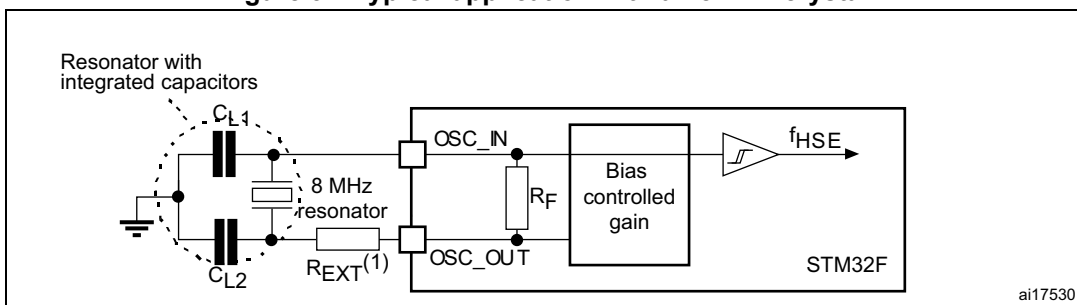 Resonator with
integrated capacitors
CL1
OSC_IN
fHSE
8 MHz
resonator
RF
Bias
controlled
gain
REXT(1)
OSC_OUT
CL2
STM32F
ai17530